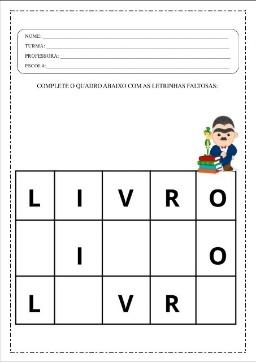 NOME:
TURMA:
PROFESSORA:
ESCOLA:
COMPLETE O QUADRO ABAIXO COM AS LETRINHAS FALTOSAS:
L I V R O
I O
L V R